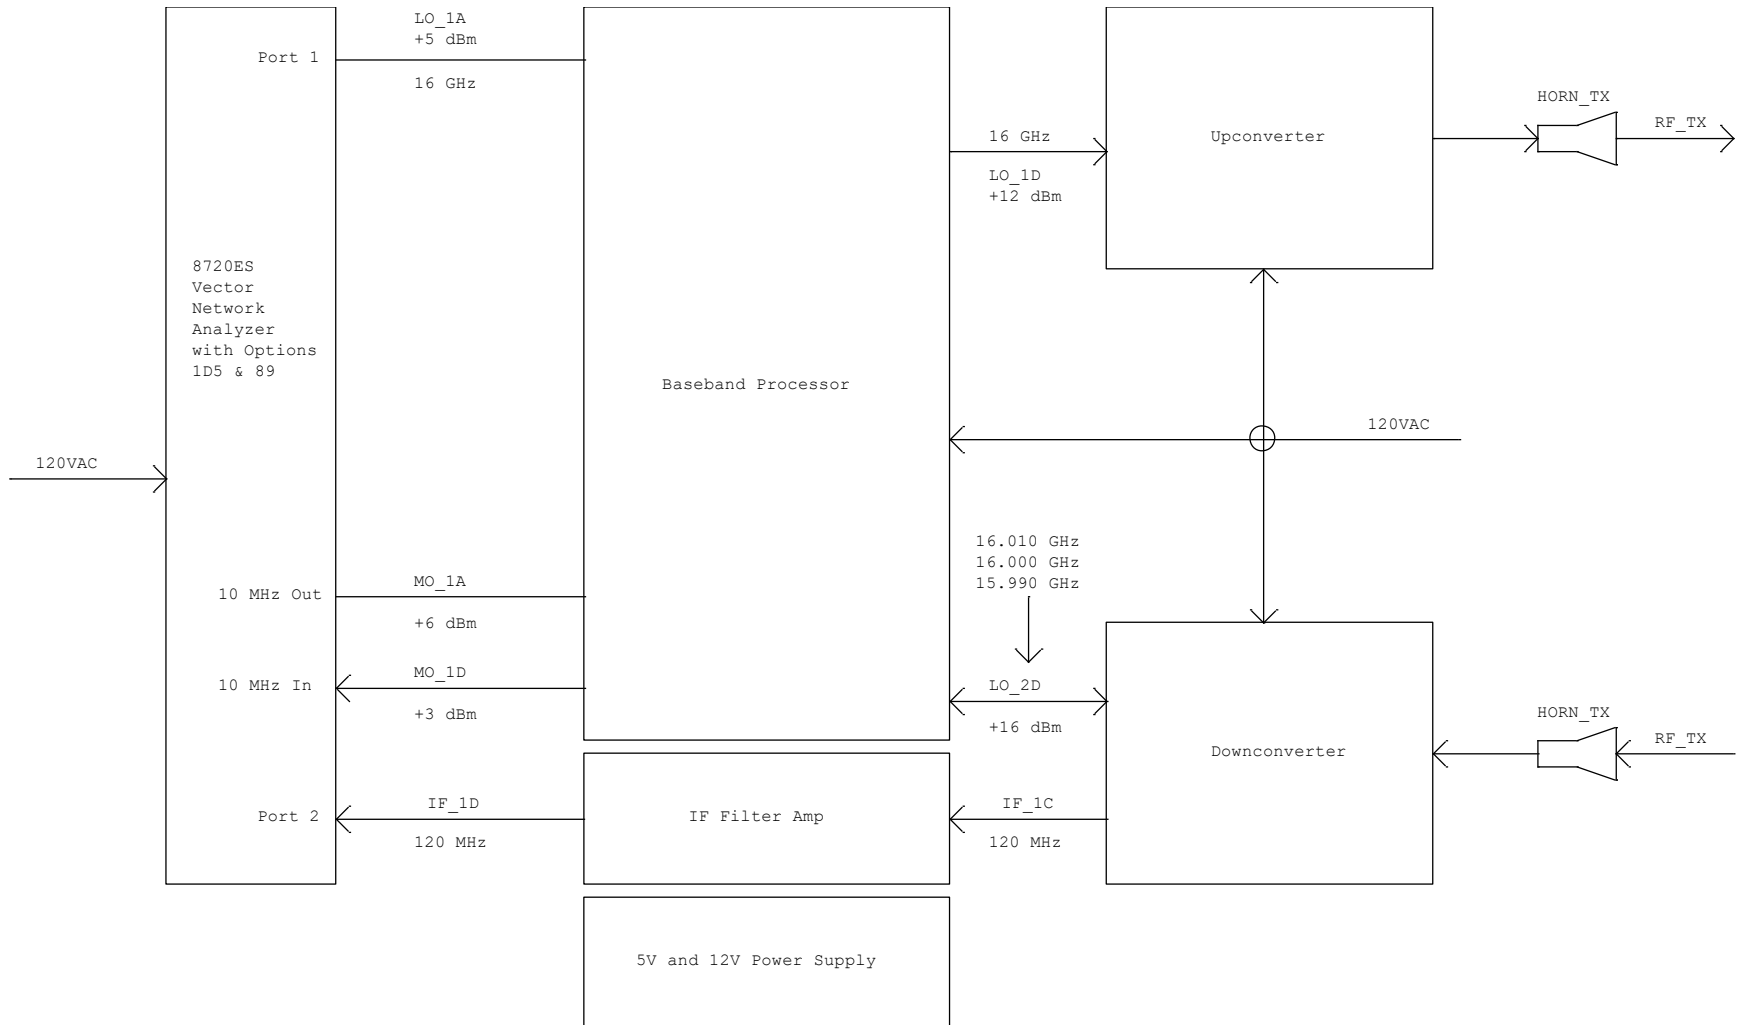 LO_1A
+5 dBm
Port 1
16 GHz
8720ES
Vector
Network
Analyzer
with Options
1D5 & 89
120VAC
10 MHz Out
MO_1A
+6 dBm
10 MHz In
MO_1D
+3 dBm
Port 2
IF_1D
120 MHz
Baseband Processor
IF Filter Amp
5V and 12V Power Supply
16 GHz
LO_1D
+12 dBm
Upconverter
HORN_TX
RF_TX
120VAC
16.010 GHz
16.000 GHz
15.990 GHz
LO_2D
+16 dBm
IF_1C
120 MHz
Downconverter
HORN_TX
RF_TX